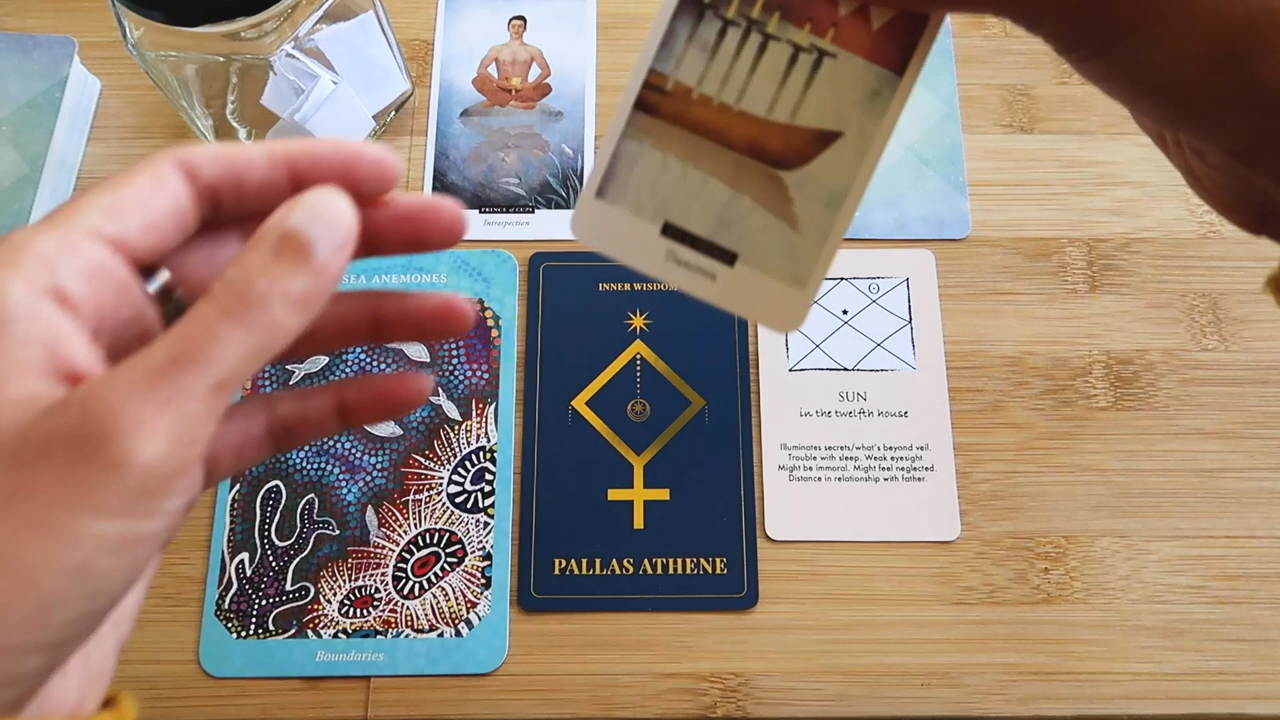 PRINCE of CUPS
Introspection
SEA ANEMONES
Boundaries
INNER WISDOM
PALLAS ATHENE
SUN
in the twelfth house
Illuminates secrets/what's beyond veil.
Trouble with sleep. Weak eyesight.
Might be immoral. Might feel neglected.
Distance in relationship with father.